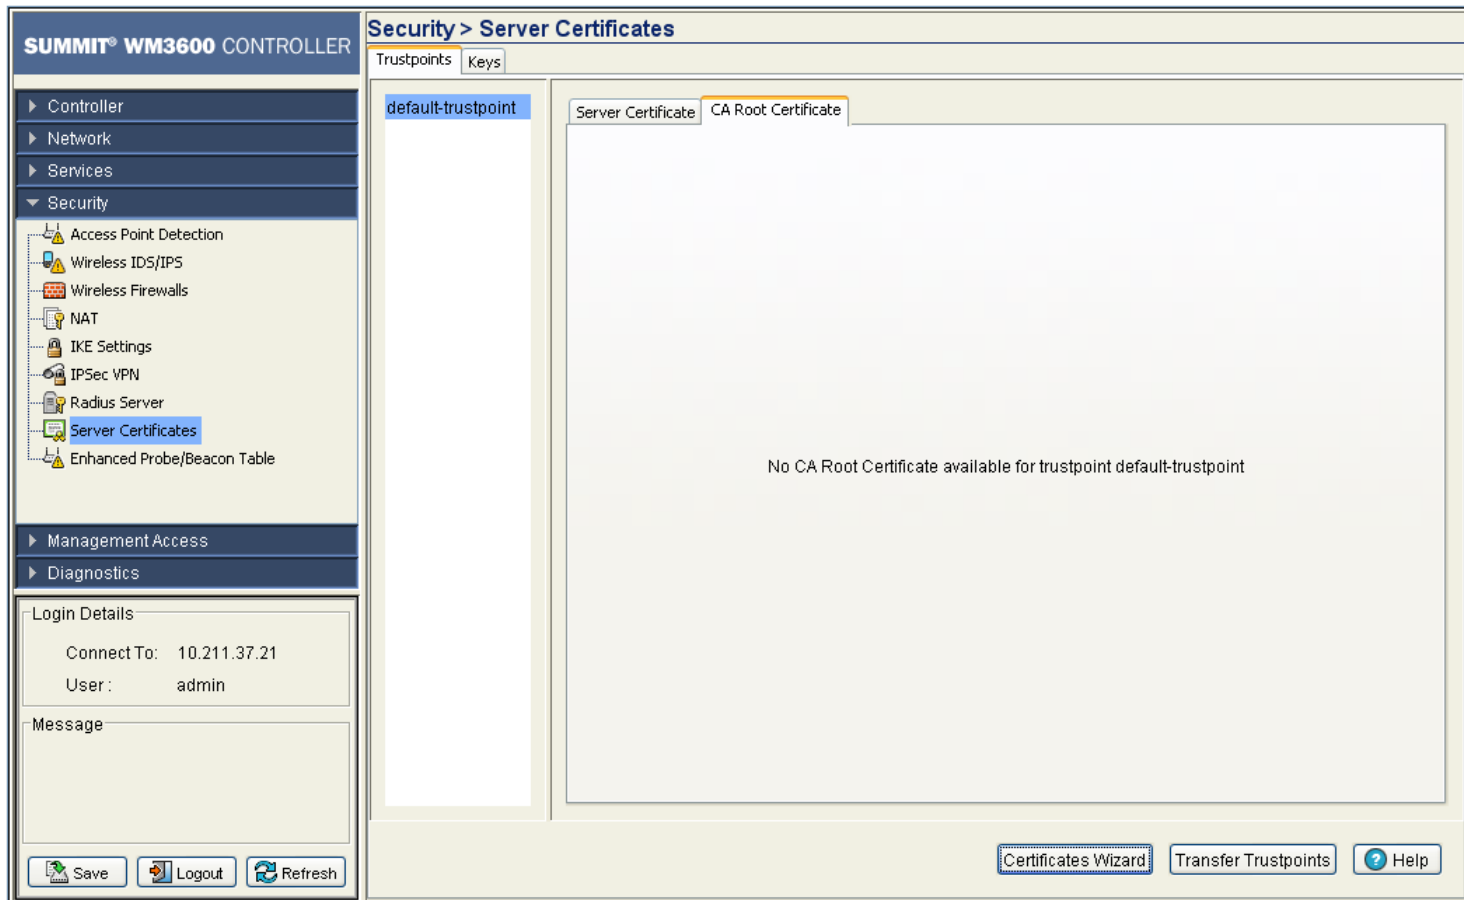 SUMMIT® WM3600 CONTROLLER
Security > Server Certificates
Trustpoints
Keys
Controller
Network
Services
Security
Access Point Detection
Wireless IDS/IPS
Wireless Firewalls
NAT
IKE Settings
IPSec VPN
Radius Server
Server Certificates
Enhanced Probe/Beacon Table
Management Access
Diagnostics
Login Details
Connect To: 10.211.37.21
User : admin
Message
Save Logout Refresh
default-trustpoint
Server Certificate CA Root Certificate
No CA Root Certificate available for trustpoint default-trustpoint
Certificates Wizard Transfer Trustpoints ? Help